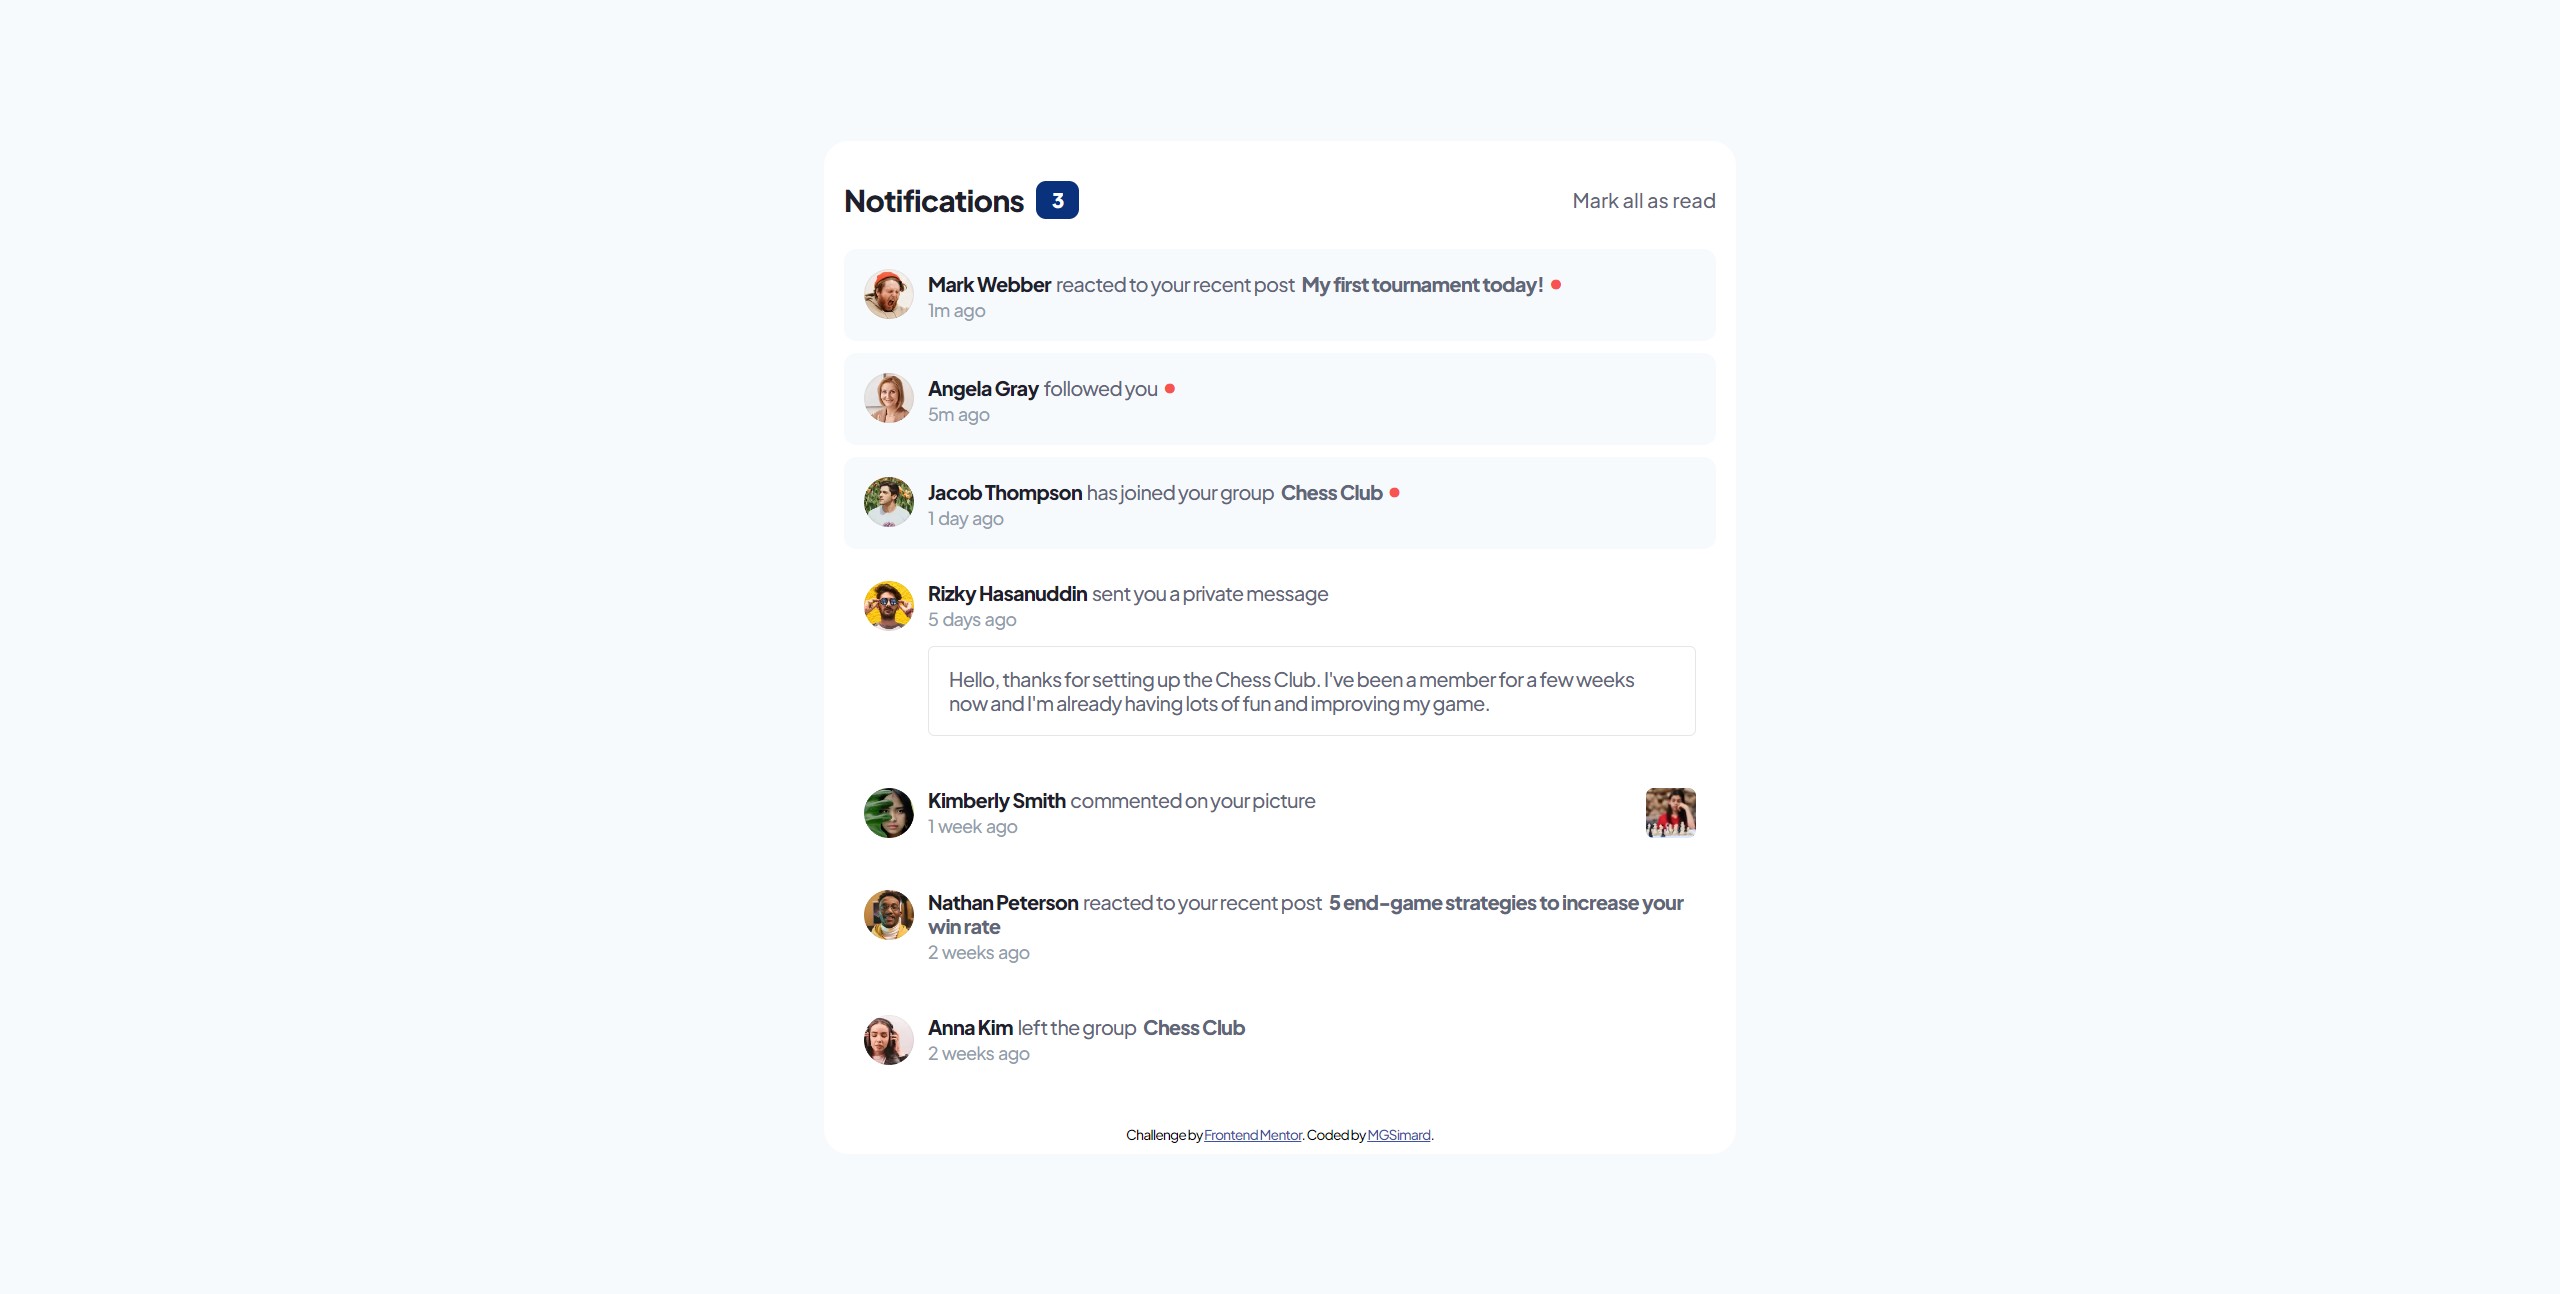 Notifications 3 Mark all as read
Mark Webber reacted to your recent post My first tournament today!
1m ago
Angela Gray followed you
5m ago
Jacob Thompson has joined your group Chess Club
1 day ago
Rizky Hasanuddin sent you a private message
5 days ago
Hello, thanks for setting up the Chess Club. I've been a member for a few weeks
now and I'm already having lots of fun and improving my game.
Kimberly Smith commented on your picture
1 week ago
Nathan Peterson reacted to your recent post 5 end-game strategies to increase your
win rate
2 weeks ago
Anna Kim left the group Chess Club
2 weeks ago
Challenge by Frontend Mentor. Coded by MGSimard.